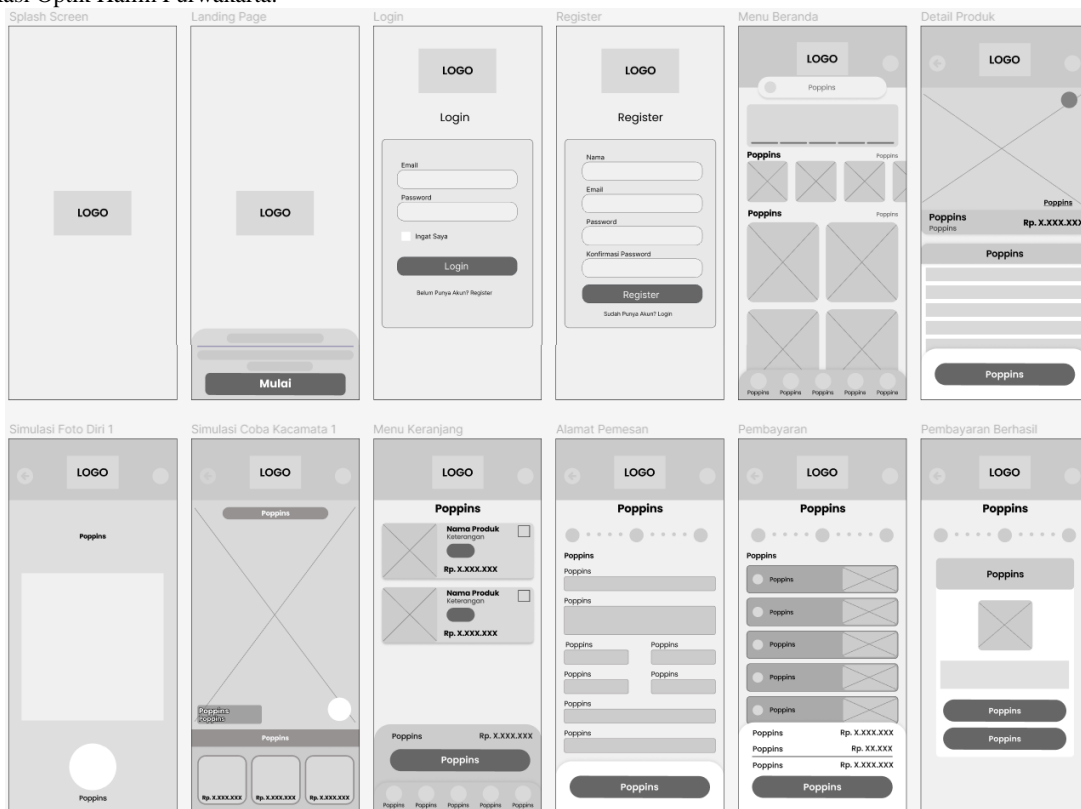 Optik Purwakarta.
Splash Screen
LOGO
Landing Page
LOGO
Mulai
Login
LOGO
Login
Email
Password
Ingat Saya
Login
Belum Punya Akun? Register
Register
LOGO
Register
Nama
Email
Password
Konfirmasi Password
Register
Sudah Punya Akun? Login
Menu Beranda
LOGO
Poppins
Poppins Poppins
Poppins Poppins
Poppins Poppins Poppins Poppins Poppins
Detail Produk
LOGO
Poppins
Poppins Rp. X.XXX.XXX
Poppins
Poppins
Poppins
Simulasi Foto Diri 1
LOGO
Poppins
Poppins
Simulasi Coba Kacamata 1
LOGO
Poppins
Poppins
Poppins
Poppins
Rp. X.XXX.XXX Rp. X.XXX.XXX Rp. X.XXX.XXX
Menu Keranjang
LOGO
Poppins
Nama Produk
Keterangan
Rp. X.XXX.XXX
Nama Produk
Keterangan
Rp. X.XXX.XXX
Poppins Rp. X.XXX.XXX
Poppins
Poppins Poppins Poppins Poppins Poppins
Alamat Pemesan
LOGO
Poppins
Poppins
Poppins
Poppins
Poppins Poppins
Poppins Poppins
Poppins
Poppins
Poppins
Pembayaran
LOGO
Poppins
Poppins
Poppins
Poppins
Poppins
Poppins
Poppins
Poppins Rp. X.XXX.XXX
Poppins Rp. XX.XXX
Poppins Rp. X.XXX.XXX
Poppins
Pembayaran Berhasil
LOGO
Poppins
Poppins
Poppins
Poppins